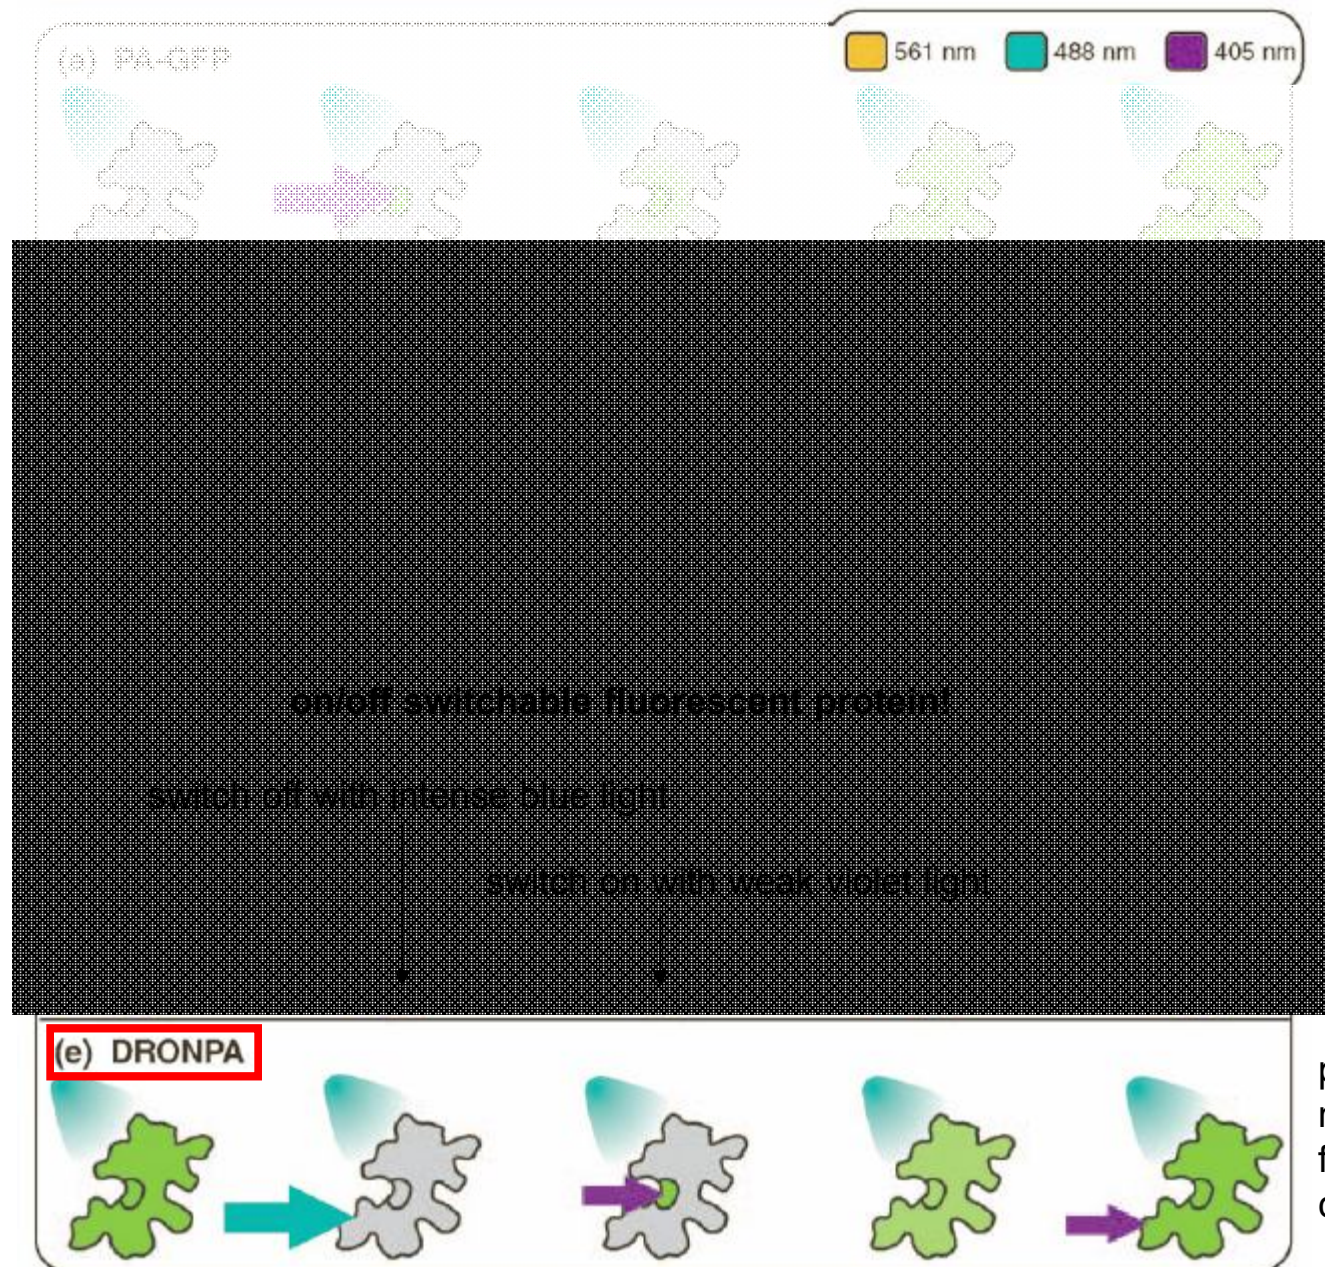 (a) PA-GFP
561 nm 488 nm 405 nm
on/off switchable fluorescent protein!
switch off with intense blue light
switch on with weak violet light
(e) DRONPA